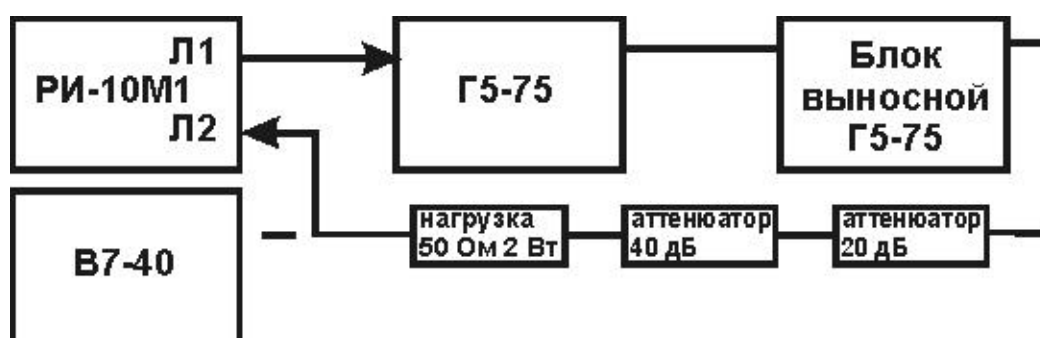 Л1
РИ-10М1
Л2
Г5-75
Блок
выносной
Г5-75
В7-40
нагрузка
50 Ом 2 Вт
аттенюатор
40 дБ
аттенюатор
20 дБ